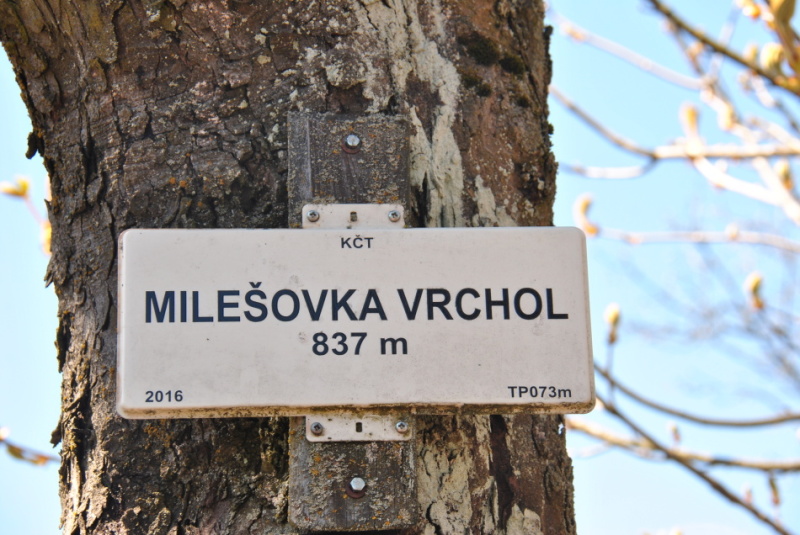 KČT
MILEŠOVKA VRCHOL
837 m
2016 TP073m